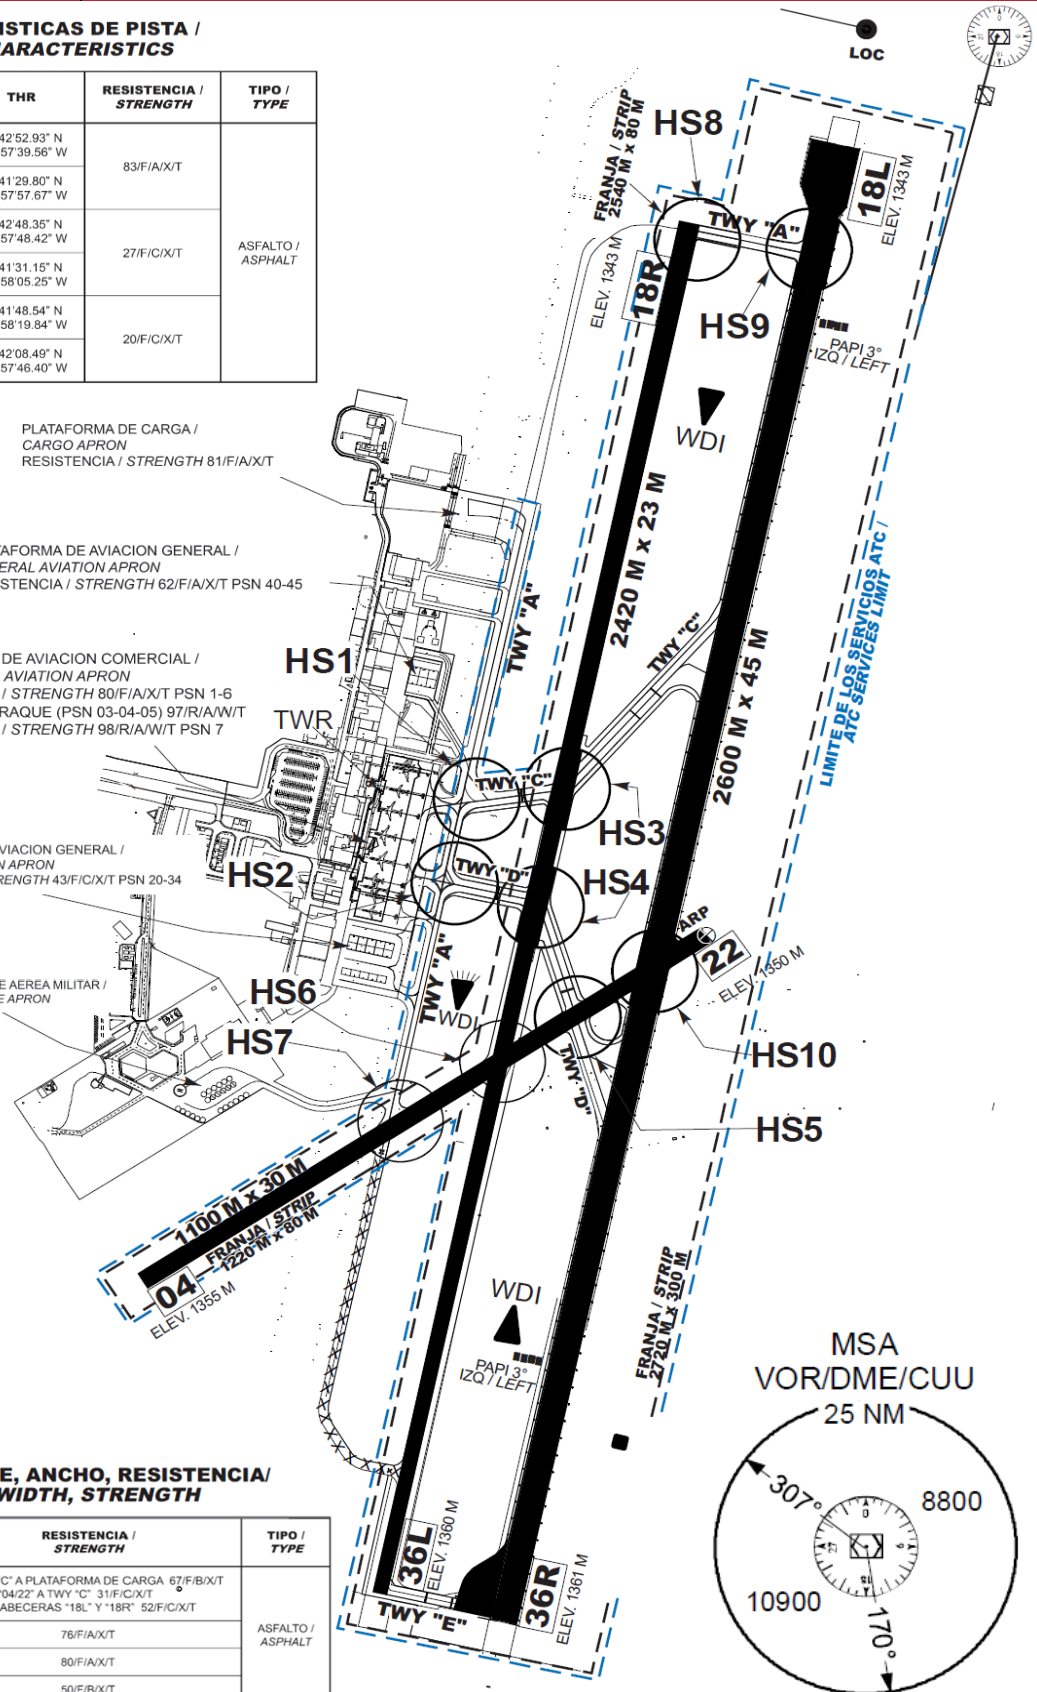 ISTICAS DE PISTA /
ARACTERISTICS
THR
RESISTENCIA /
STRENGTH
TIPO /
TYPE
42'52.93" N
57'39.56" W
83/F/A/X/T
41'29.80" N
57'57.67" W
42'48.35" N
57'48.42" W
27/F/C/X/T
ASFALTO /
ASPHALT
41'31.15" N
58'05.25" W
41'48.54" N
58'19.84" W
20/F/C/X/T
42'08.49" N
57'46.40" W
LOC
HS8
FRANJA / STRIP
2540 M x 80 M
TWY "A"
18L
ELEV. 1343 M
ELEV. 1343 M
18R
HS9
PAPI 3°
IZQ / LEFT
WDI
PLATAFORMA DE CARGA /
CARGO APRON
RESISTENCIA / STRENGTH 81/F/A/X/T
TAFORMA DE AVIACION GENERAL /
ERAL AVIATION APRON
SISTENCIA / STRENGTH 62/F/A/X/T PSN 40-45
2420 M x 23 M
TWY "A"
TWY "C"
2600 M x 45 M
LIMITE DE LOS SERVICIOS ATC /
ATC SERVICES LIMIT
DE AVIACION COMERCIAL /
AVIATION APRON
/ STRENGTH 80/F/A/X/T PSN 1-6
RAQUE (PSN 03-04-05) 97/R/A/W/T
/ STRENGTH 98/R/A/W/T PSN 7
HS1
TWR
TWY "C"
HS3
VIACION GENERAL /
N APRON
RENGTH 43/F/C/X/T PSN 20-34
HS2
TWY "D"
HS4
ARP
22
ELEV. 1350 M
TWY "A"
WDI
E AEREA MILITAR /
E APRON
HS6
HS7
HS10
TWY "D"
HS5
1100 M x 30 M
FRANJA / STRIP
1220 M x 80 M
04
ELEV. 1355 M
WDI
PAPI 3°
IZQ / LEFT
FRANJA / STRIP
2720 M x 300 M
MSA
VOR/DME/CUU
25 NM
307°
8800
10900
170°
E, ANCHO, RESISTENCIA/
WIDTH, STRENGTH
RESISTENCIA /
STRENGTH
TIPO /
TYPE
"C" A PLATAFORMA DE CARGA 67/F/B/X/T
"04/22" A TWY "C" 31/F/C/X/T
ABECERAS "18L" Y "18R" 52/F/C/X/T
76/F/A/X/T
ASFALTO /
ASPHALT
80/F/A/X/T
50/F/B/X/T
36L
ELEV. 1360 M
36R
ELEV. 1361 M
TWY "E"